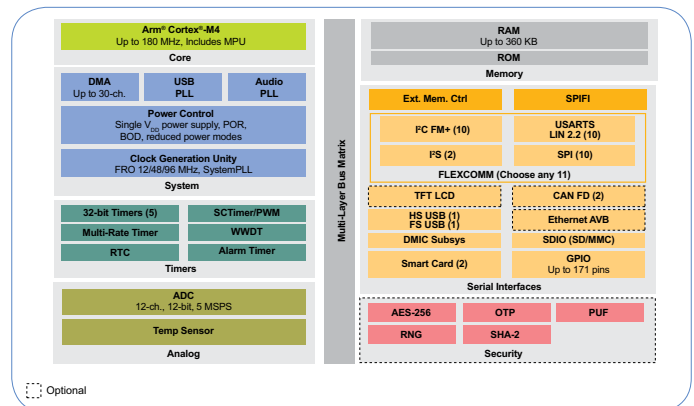 Arm® Cortex®-M4
Up to 180 MHz, Includes MPU
Core
DMA
Up to 30-ch.
USB
PLL
Audio
PLL
Power Control
Single VDD power supply, POR,
BOD, reduced power modes
Clock Generation Unity
FRO 12/48/96 MHz, SystemPLL
System
32-bit Timers (5)
SCTimer/PWM
Multi-Rate Timer
WWDT
RTC
Alarm Timer
Timers
ADC
12-ch., 12-bit, 5 MSPS
Temp Sensor
Analog
Multi-Layer Bus Matrix
RAM
Up to 360 KB
ROM
Memory
Ext. Mem. Ctrl
SPIFI
I²C FM+ (10)
USARTS
LIN 2.2 (10)
I²S (2)
SPI (10)
FLEXCOMM (Choose any 11)
TFT LCD
CAN FD (2)
HS USB (1)
FS USB (1)
Ethernet AVB
DMIC Subsys
SDIO (SD/MMC)
Smart Card (2)
GPIO
Up to 171 pins
Serial Interfaces
AES-256
OTP
PUF
RNG
SHA-2
Security
Optional